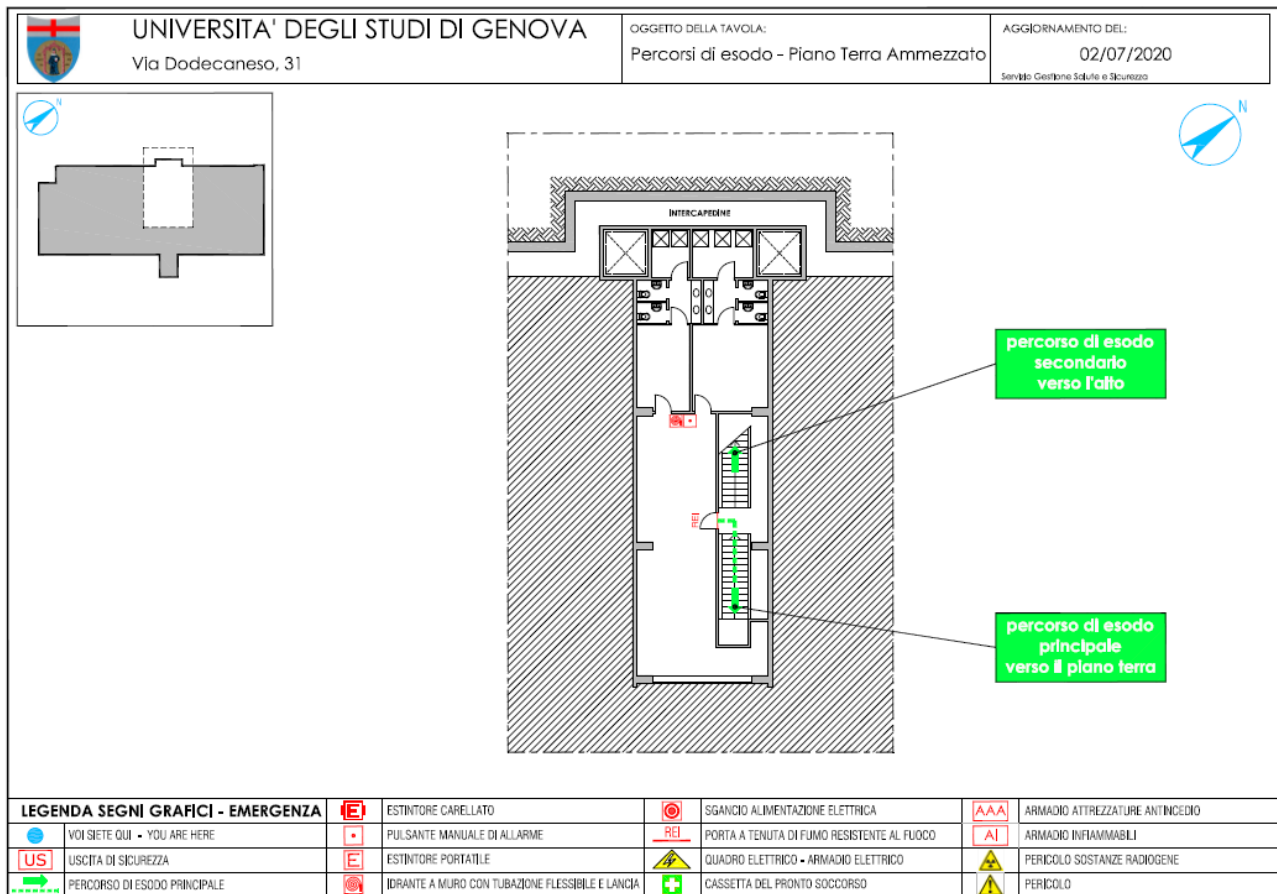 UNIVERSITA' DEGLI STUDI DI GENOVA
Via Dodecaneso, 31
OGGETTO DELLA TAVOLA:
Percorsi di esodo - Piano Terra Ammezzato
AGGIORNAMENTO DEL:
02/07/2020
Servizio Gestione Salute e Sicurezza
N
N
INTERCAPEDINE
percorso di esodo
secondario
verso l'alto
REI
percorso di esodo
principale
verso il piano terra
LEGENDA SEGNI GRAFICI - EMERGENZA
VOI SIETE QUI - YOU ARE HERE
US USCITA DI SICUREZZA
PERCORSO DI ESODO PRINCIPALE
E ESTINTORE CARELLATO
PULSANTE MANUALE DI ALLARME
E ESTINTORE PORTATILE
IDRANTE A MURO CON TUBAZIONE FLESSIBILE E LANCIA
SGANCIO ALIMENTAZIONE ELETTRICA
REI PORTA A TENUTA DI FUMO RESISTENTE AL FUOCO
QUADRO ELETTRICO - ARMADIO ELETTRICO
CASSETTA DEL PRONTO SOCCORSO
AAA ARMADIO ATTREZZATURE ANTINCEDIO
AI ARMADIO INFIAMMABILI
PERICOLO SOSTANZE RADIOGENE
PERICOLO